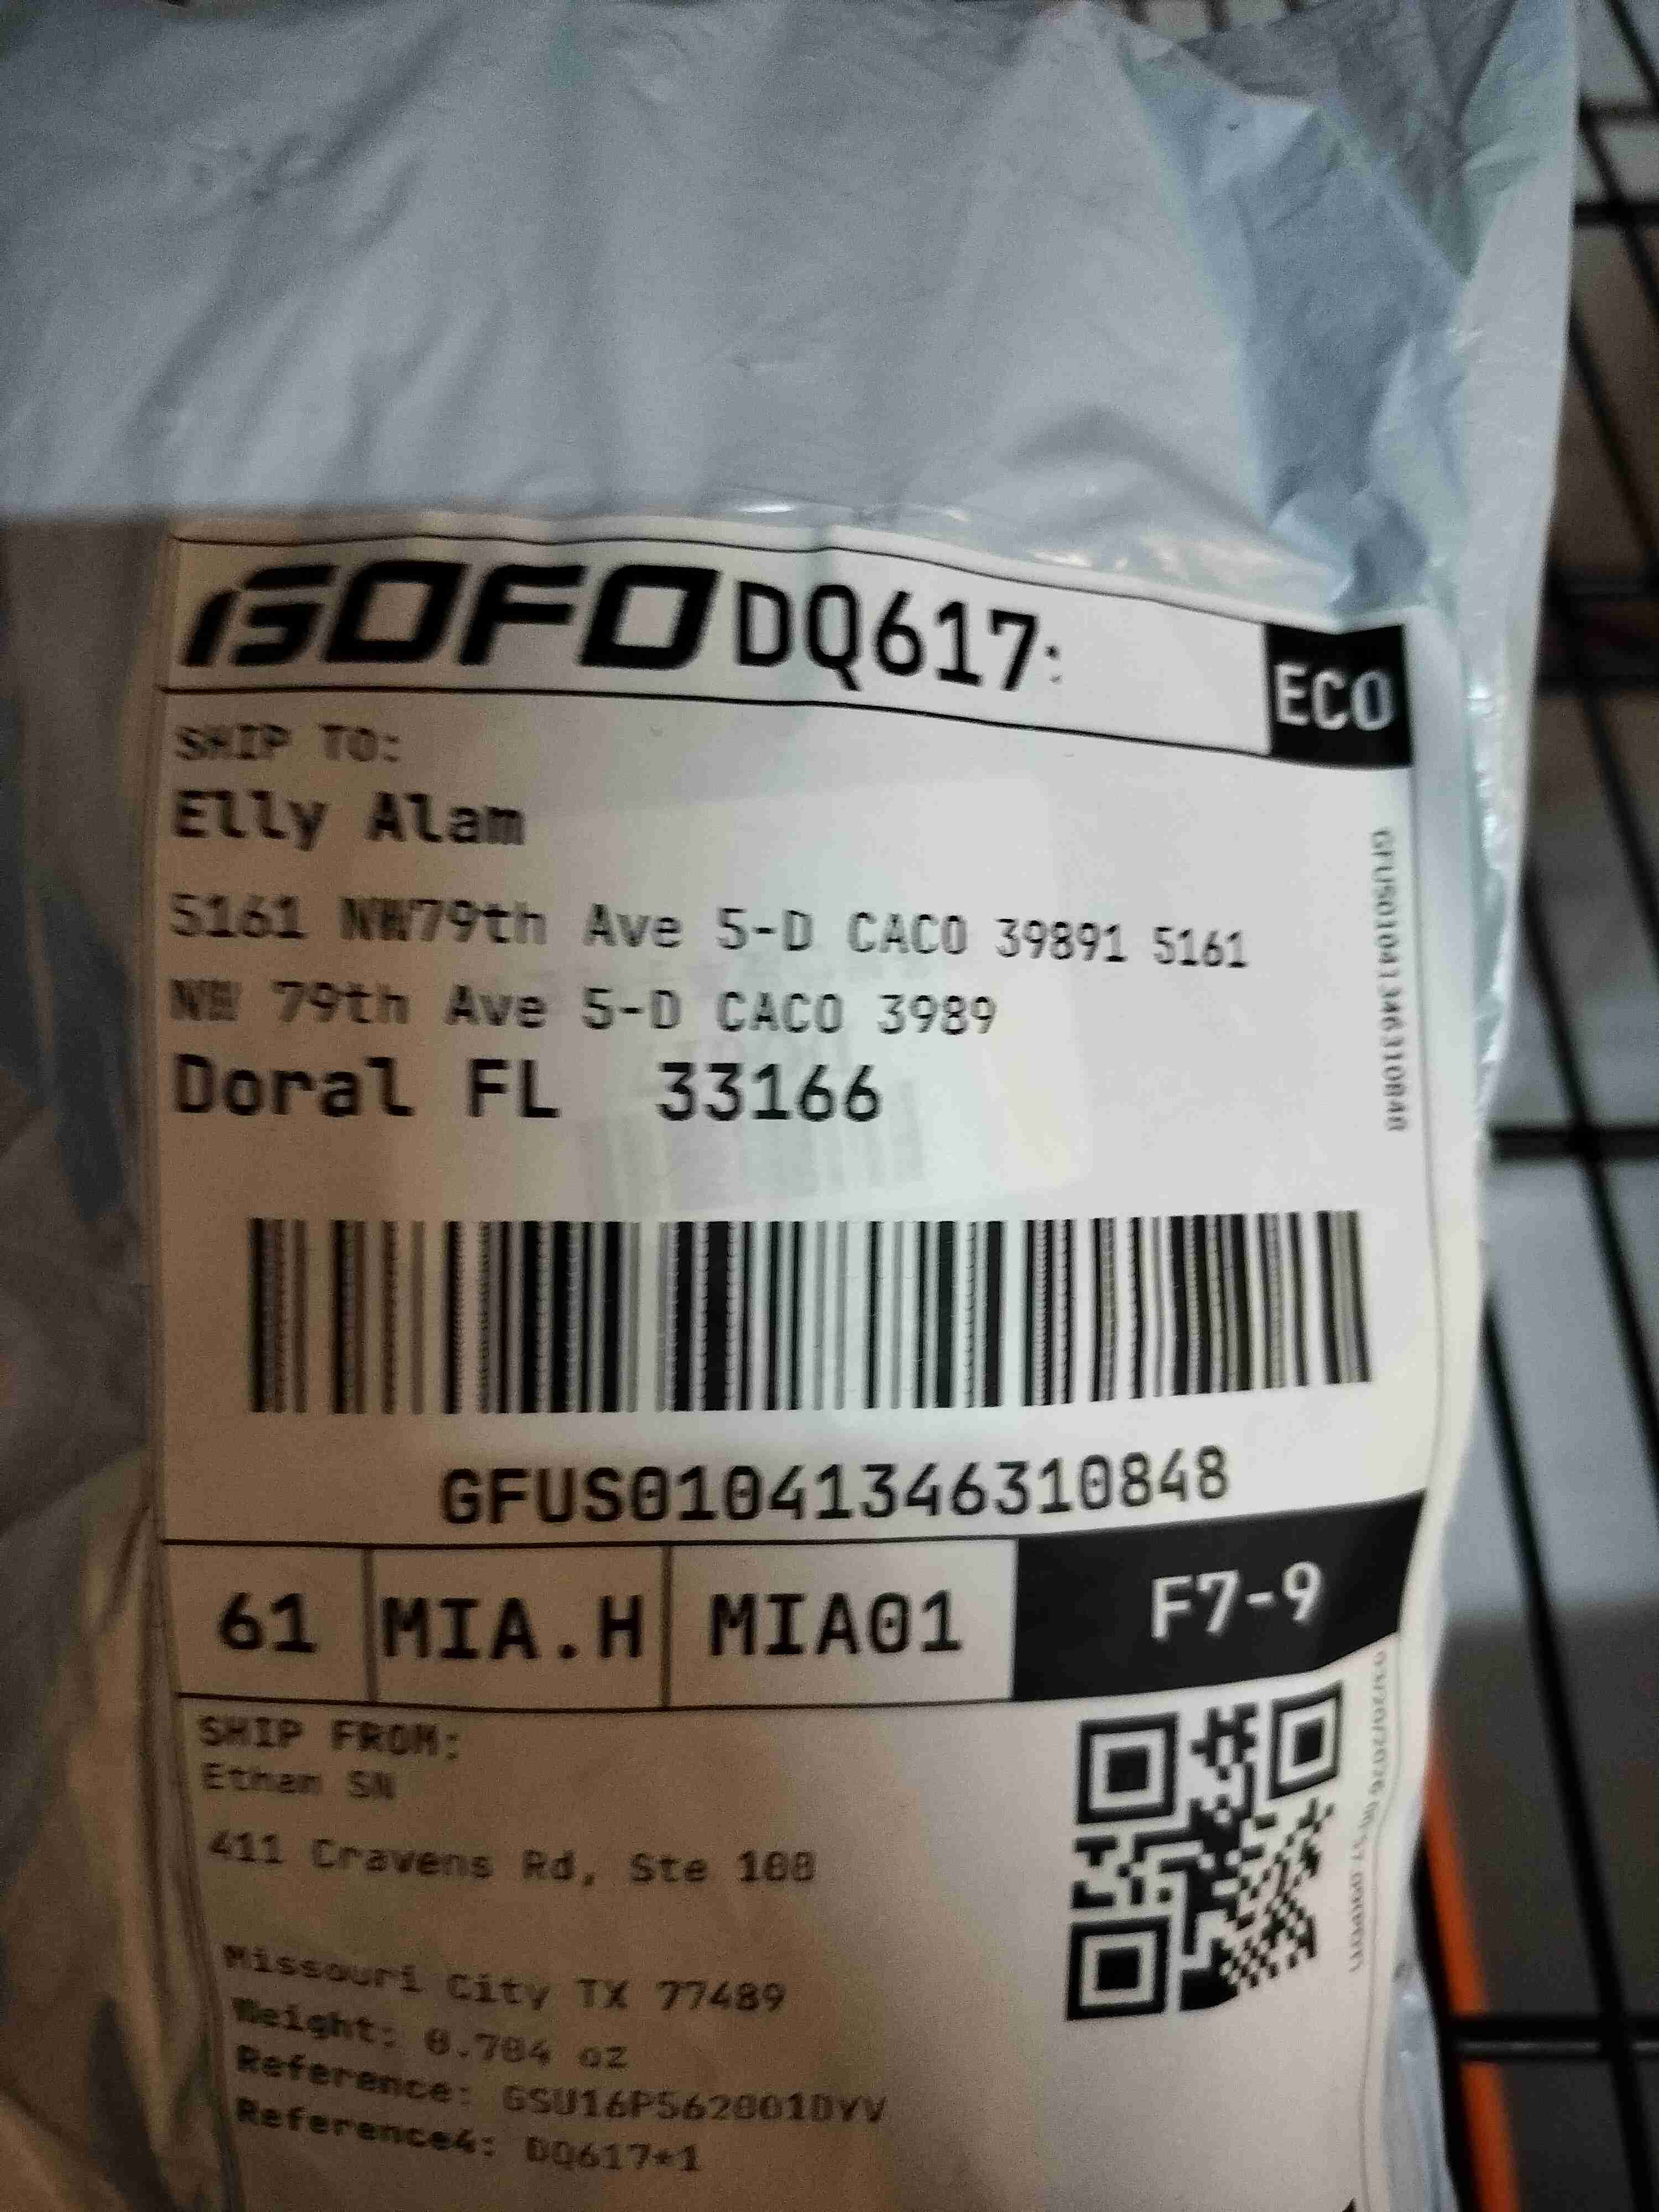 GOFO DQ617:
ECO
SHIP TO:
Elly Alam
5161 NW79th Ave 5-D CACO 39891 5161
NW 79th Ave 5-D CACO 3989
Doral FL 33166
GFUS01041346310848
GFUS01041346310848
61 MIA.H MIA01 F7-9
SHIP FROM:
Ethan SN
411 Cravens Rd, Ste 100
Missouri City TX 77489
Weight: 0.704 oz
Reference: GSU16P562001DYV
Reference4: DQ617*1